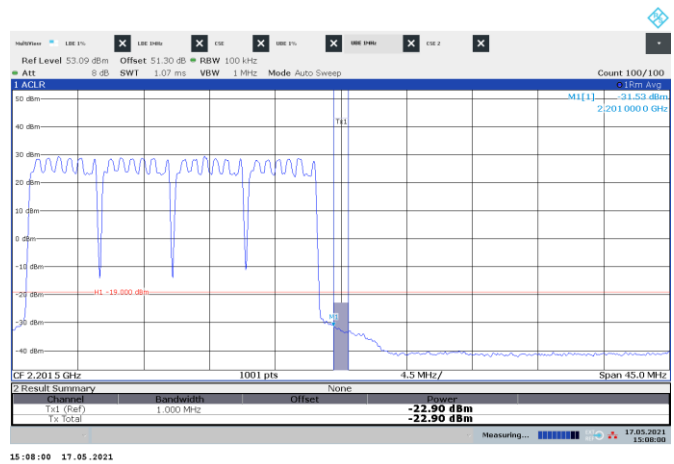 MultiView LBE 1% X LBE 1MHz X CSE X UBE 1% X UBE 1MHz X CSE 2 X
Ref Level 53.09 dBm Offset 51.30 dB RBW 100 kHz
Att 8 dB SWT 1.07 ms VBW 1 MHz Mode Auto Sweep Count 100/100
1 ACLR 1Rm Avg
M1[1] -31.53 dBm
50 dBm
2.201 000 0 GHz
Tx1
40 dBm
30 dBm
20 dBm
10 dBm
0 dBm
-10 dBm
H1 -19.000 dBm
-20 dBm
M1
-30 dBm
-40 dBm
CF 2.2015 GHz 1001 pts 4.5 MHz/ Span 45.0 MHz
2 Result Summary None
Channel Bandwidth Offset Power
Tx1 (Ref) 1.000 MHz -22.90 dBm
Tx Total -22.90 dBm
Measuring... 17.05.2021
15:08:00
15:08:00 17.05.2021